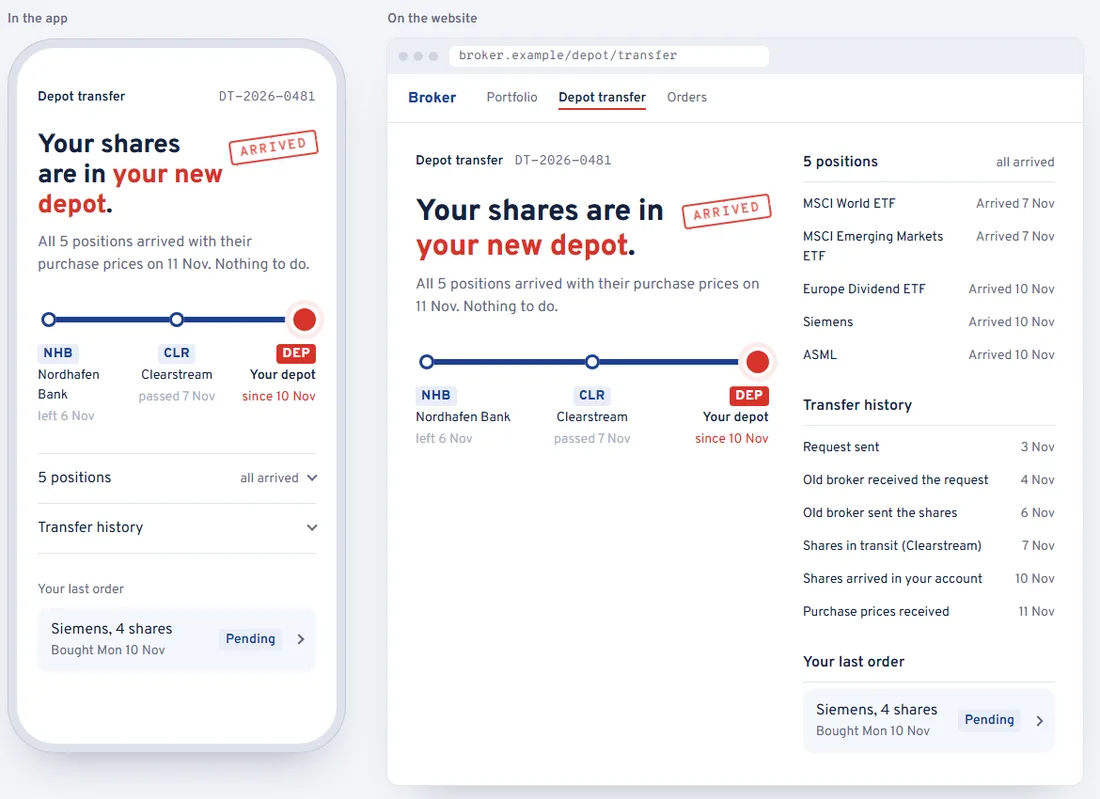 In the app
Depot transfer DT-2026-0481
Your shares
are in your new
depot.
ARRIVED
All 5 positions arrived with their
purchase prices on 11 Nov. Nothing to do.
NHB CLR DEP
Nordhafen
Bank
Clearstream
Your depot
left 6 Nov
passed 7 Nov
since 10 Nov
5 positions all arrived
Transfer history
Your last order
Siemens, 4 shares
Bought Mon 10 Nov
Pending
On the website
broker.example/depot/transfer
Broker Portfolio Depot transfer Orders
Depot transfer DT-2026-0481
Your shares are in
your new depot.
ARRIVED
All 5 positions arrived with their purchase prices on
11 Nov. Nothing to do.
NHB CLR DEP
Nordhafen Bank Clearstream Your depot
left 6 Nov passed 7 Nov since 10 Nov
5 positions all arrived
MSCI World ETF Arrived 7 Nov
MSCI Emerging Markets
ETF
Arrived 7 Nov
Europe Dividend ETF Arrived 10 Nov
Siemens Arrived 10 Nov
ASML Arrived 10 Nov
Transfer history
Request sent 3 Nov
Old broker received the request 4 Nov
Old broker sent the shares 6 Nov
Shares in transit (Clearstream) 7 Nov
Shares arrived in your account 10 Nov
Purchase prices received 11 Nov
Your last order
Siemens, 4 shares
Bought Mon 10 Nov
Pending